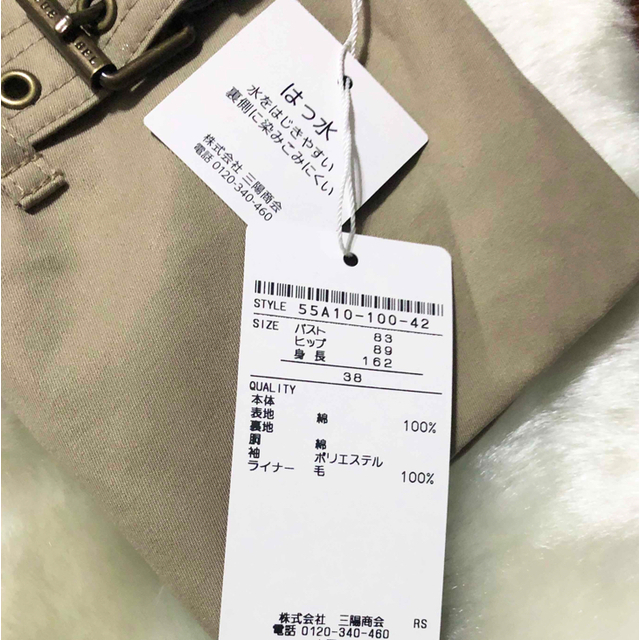 BEL
はっ水
水をはじきやすい
裏側に染みこみにくい
株式会社 三陽商会
電話 0120-340-460
STYLE 55A10-100-42
SIZE バスト 83
ヒップ 89
身長 162
38
QUALITY
本体
表地 綿 100%
裏地
胴 綿
袖 ポリエステル
ライナー 毛 100%
株式会社 三陽商会 RS
電話 0120-340-460